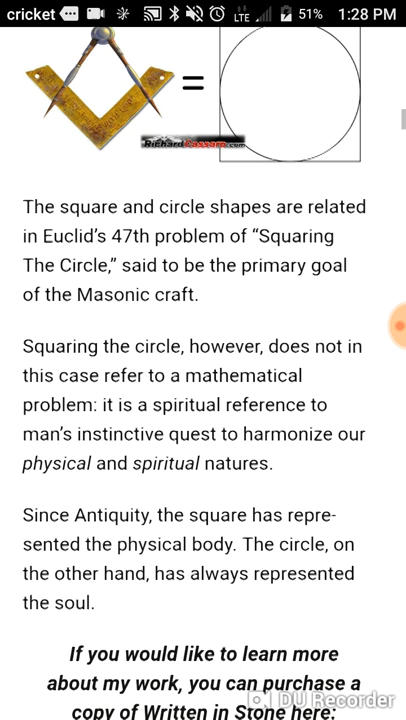 cricket LTE 51% 1:28 PM
=
RichardCassaro.com
The square and circle shapes are related
in Euclid’s 47th problem of “Squaring
The Circle,” said to be the primary goal
of the Masonic craft.
Squaring the circle, however, does not in
this case refer to a mathematical
problem: it is a spiritual reference to
man’s instinctive quest to harmonize our
physical and spiritual natures.
Since Antiquity, the square has repre-
sented the physical body. The circle, on
the other hand, has always represented
the soul.
If you would like to learn more
about my work, you can purchase a
copy of Written in Stone here:
DU Recorder